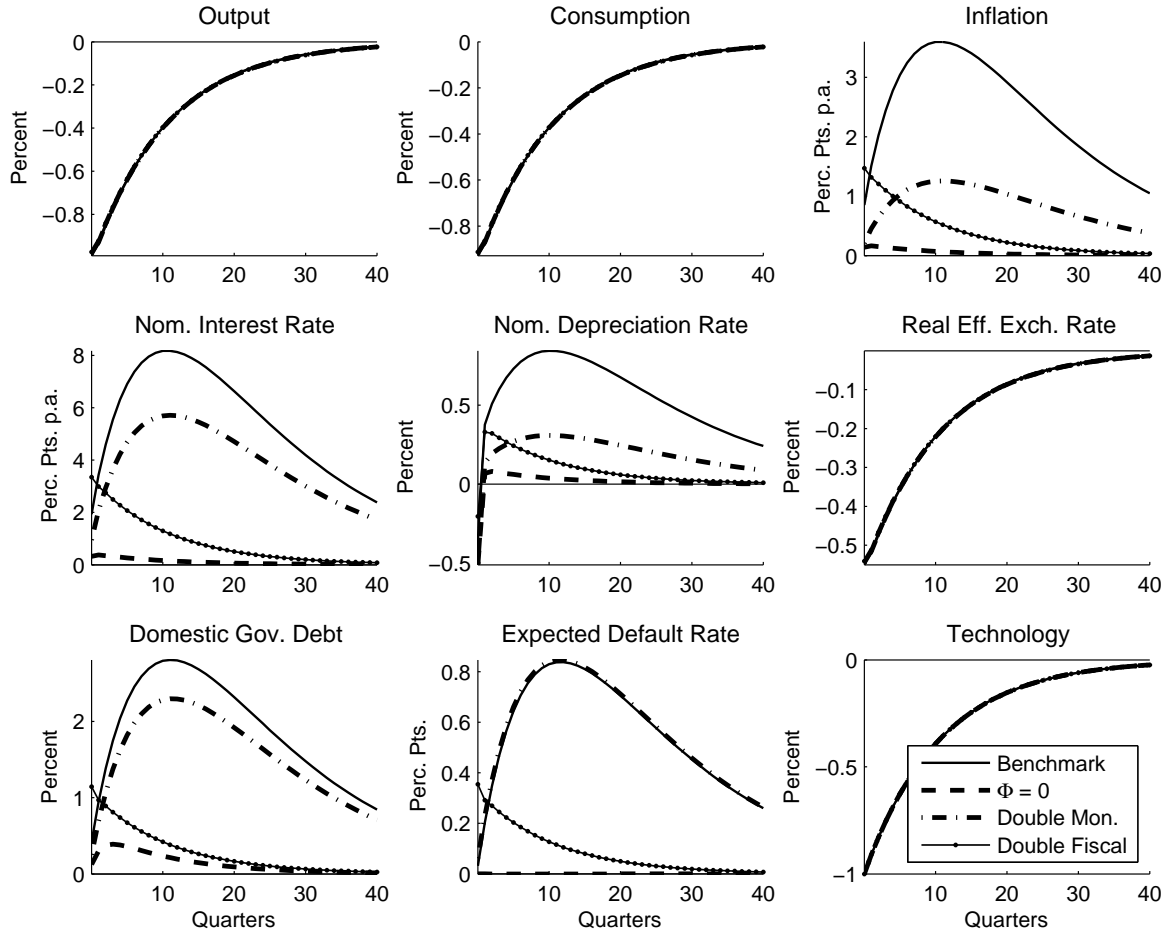 Output
Percent
0
−0.2
−0.4
−0.6
−0.8
10 20 30 40
Consumption
Percent
0
−0.2
−0.4
−0.6
−0.8
10 20 30 40
Inflation
Perc. Pts. p.a.
3
2
1
0
10 20 30 40
Nom. Interest Rate
Perc. Pts. p.a.
8
6
4
2
0
10 20 30 40
Nom. Depreciation Rate
Percent
0.5
0
−0.5
10 20 30 40
Real Eff. Exch. Rate
Percent
−0.1
−0.2
−0.3
−0.4
−0.5
10 20 30 40
Domestic Gov. Debt
Percent
2
1
0
10 20 30 40
Quarters
Expected Default Rate
Perc. Pts.
0.8
0.6
0.4
0.2
0
10 20 30 40
Quarters
Technology
Percent
0
−0.5
−1
10 20 30 40
Quarters
Benchmark
Φ = 0
Double Mon.
Double Fiscal